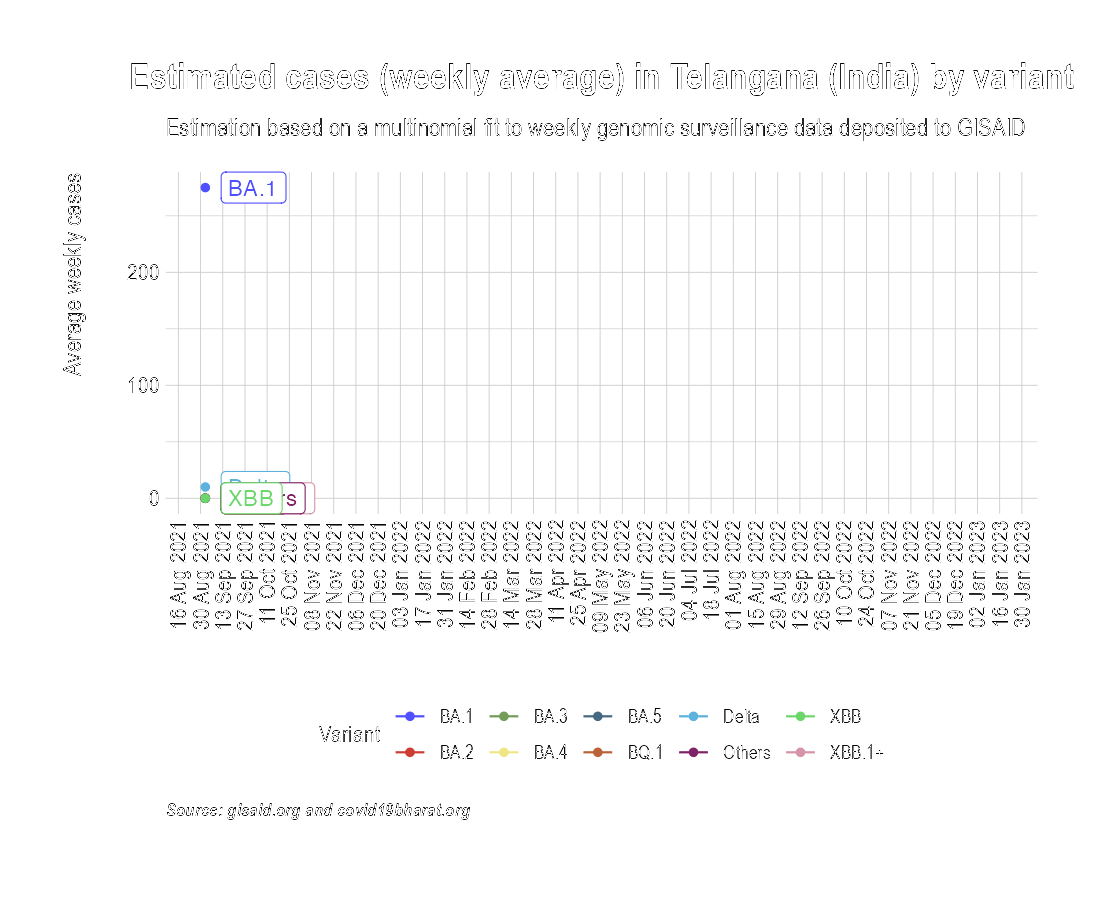 Estimated cases (weekly average) in Telangana (India) by variant
Estimation based on a multinomial fit to weekly genomic surveillance data deposited to GISAID
Average weekly cases
200
100
0
BA.1
XBB
16 Aug 2021
30 Aug 2021
13 Sep 2021
27 Sep 2021
11 Oct 2021
25 Oct 2021
08 Nov 2021
22 Nov 2021
06 Dec 2021
20 Dec 2021
03 Jan 2022
17 Jan 2022
31 Jan 2022
14 Feb 2022
28 Feb 2022
14 Mar 2022
28 Mar 2022
11 Apr 2022
25 Apr 2022
09 May 2022
23 May 2022
06 Jun 2022
20 Jun 2022
04 Jul 2022
18 Jul 2022
01 Aug 2022
15 Aug 2022
29 Aug 2022
12 Sep 2022
26 Sep 2022
10 Oct 2022
24 Oct 2022
07 Nov 2022
21 Nov 2022
05 Dec 2022
19 Dec 2022
02 Jan 2023
16 Jan 2023
30 Jan 2023
Variant
BA.1 BA.3 BA.5 Delta XBB
BA.2 BA.4 BQ.1 Others XBB.1+
Source: gisaid.org and covid19bharat.org